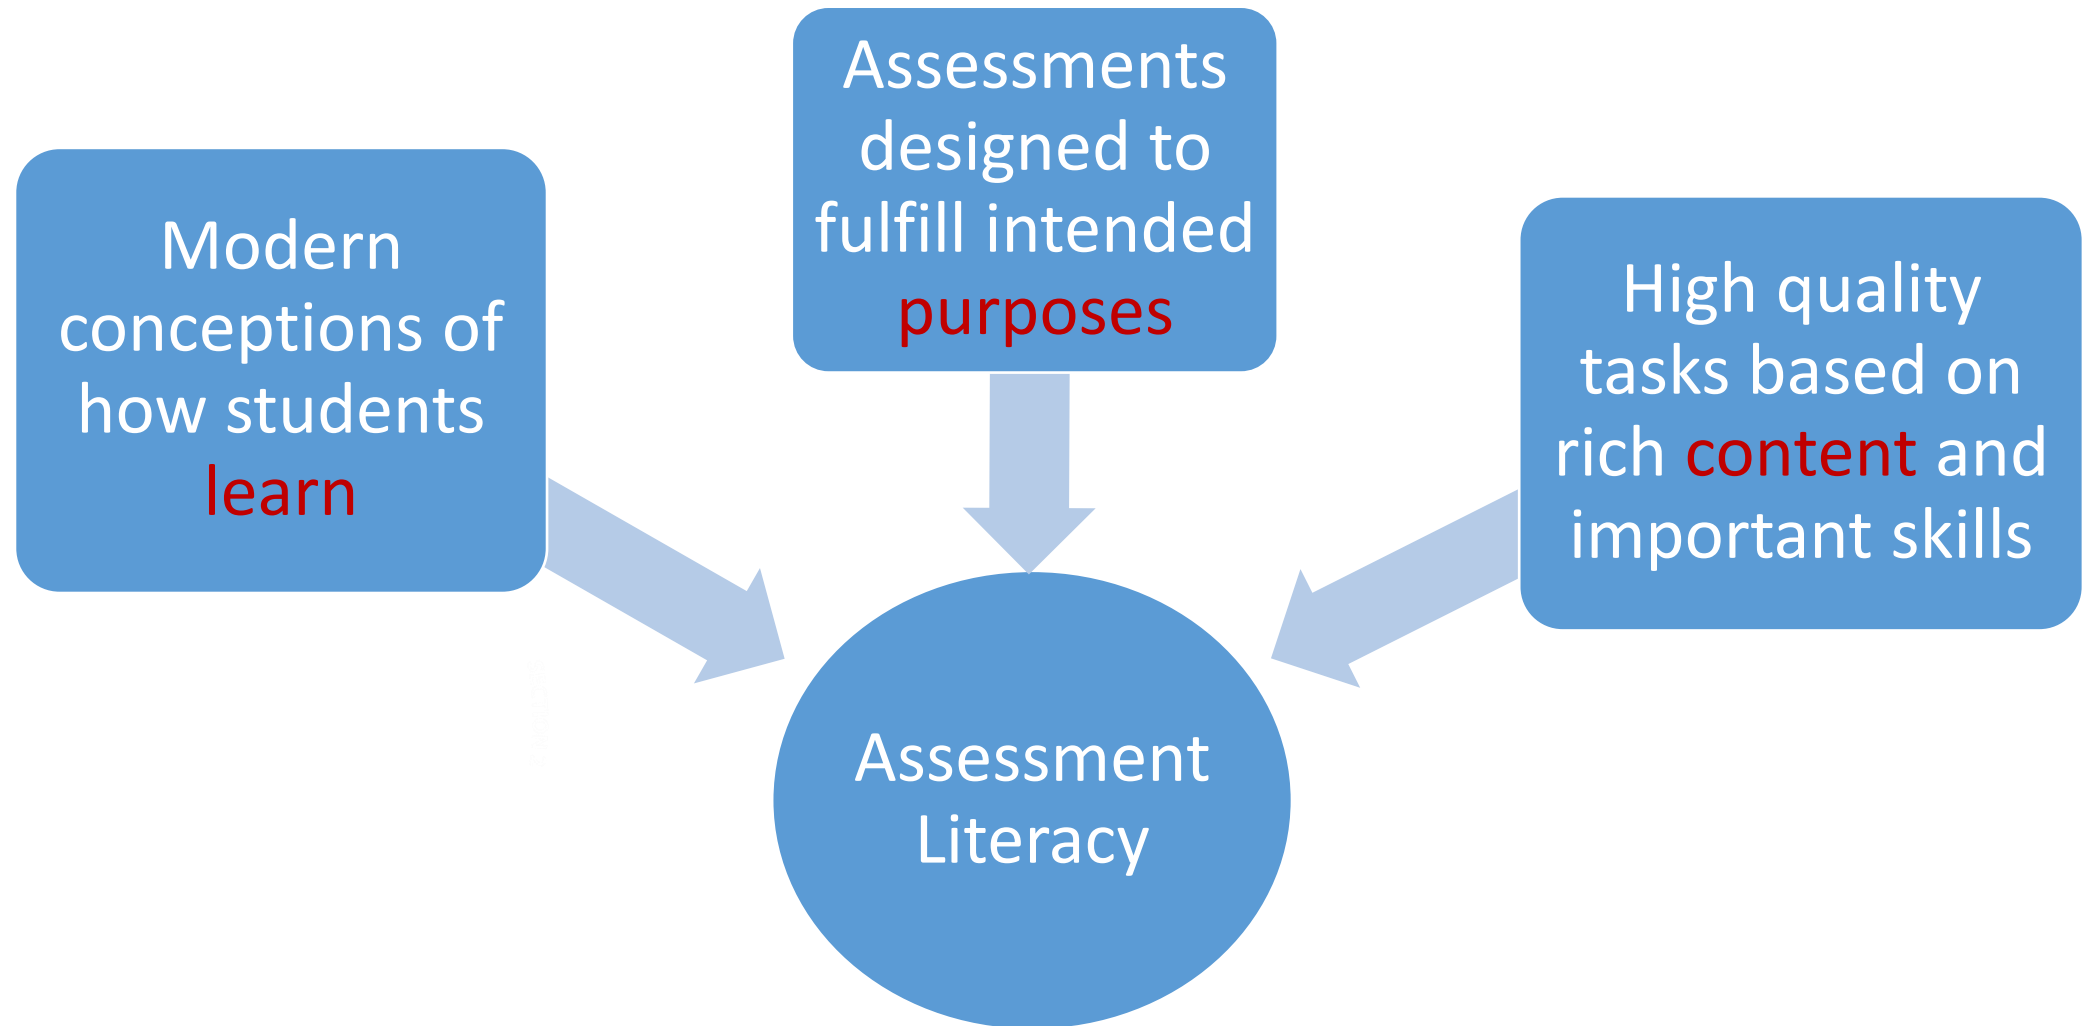 Modern
conceptions of
how students
learn
Assessments
designed to
fulfill intended
purposes
High quality
tasks based on
rich content and
important skills
Assessment
Literacy